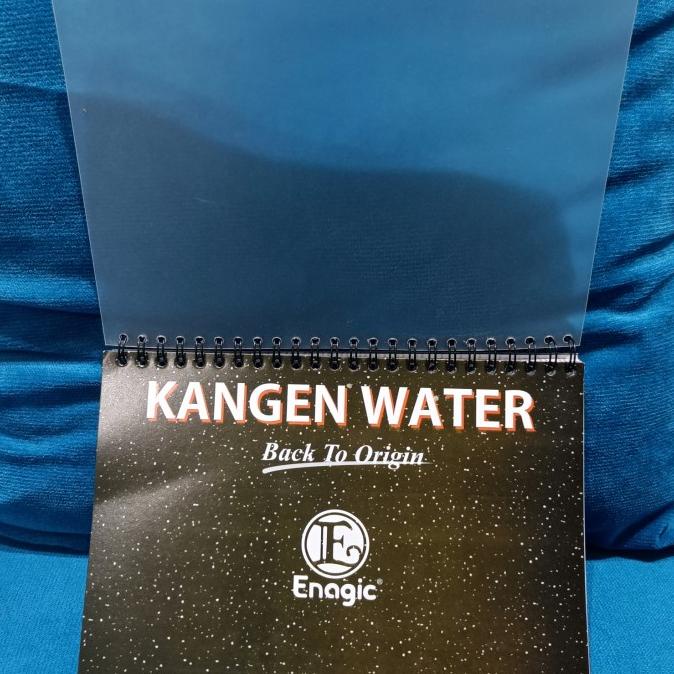 KANGEN WATER
Back To Origin
E
Enagic®